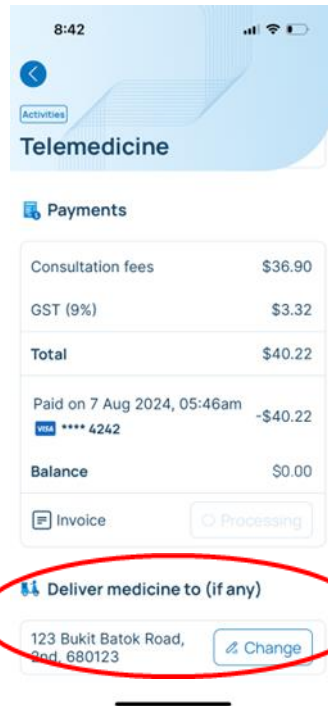 8:42
Activities
Telemedicine
Payments
Consultation fees $36.90
GST (9%) $3.32
Total $40.22
Paid on 7 Aug 2024, 05:46am -$40.22
VISA **** 4242
Balance $0.00
Invoice Processing
Deliver medicine to (if any)
123 Bukit Batok Road, Change
2nd, 680123